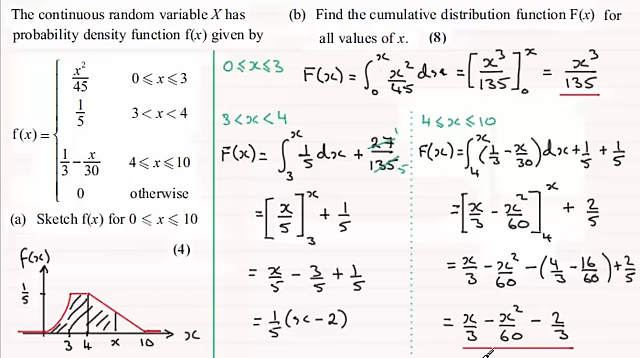 The continuous random variable X has
probability density function f(x) given by
f(x) = { x²/45 0 ⩽ x ⩽ 3
1/5 3 < x < 4
1/3 − x/30 4 ⩽ x ⩽ 10
0 otherwise
(a) Sketch f(x) for 0 ⩽ x ⩽ 10
(4)
f(x)
1/5
3 4 x 10 x
(b) Find the cumulative distribution function F(x) for
all values of x. (8)
0 ⩽ x ⩽ 3
F(x) = ∫₀ˣ x²/45 dx = [x³/135]₀ˣ = x³/135
3 < x < 4
F(x) = ∫₃ˣ 1/5 dx + 27/135 1 5
= [x/5]₃ˣ + 1/5
= x/5 − 3/5 + 1/5
= 1/5 (x − 2)
4 ⩽ x ⩽ 10
F(x) = ∫₄ˣ (1/3 − x/30) dx + 1/5 + 1/5
= [x/3 − x²/60]₄ˣ + 2/5
= x/3 − x²/60 − (4/3 − 16/60) + 2/5
= x/3 − x²/60 − 2/3